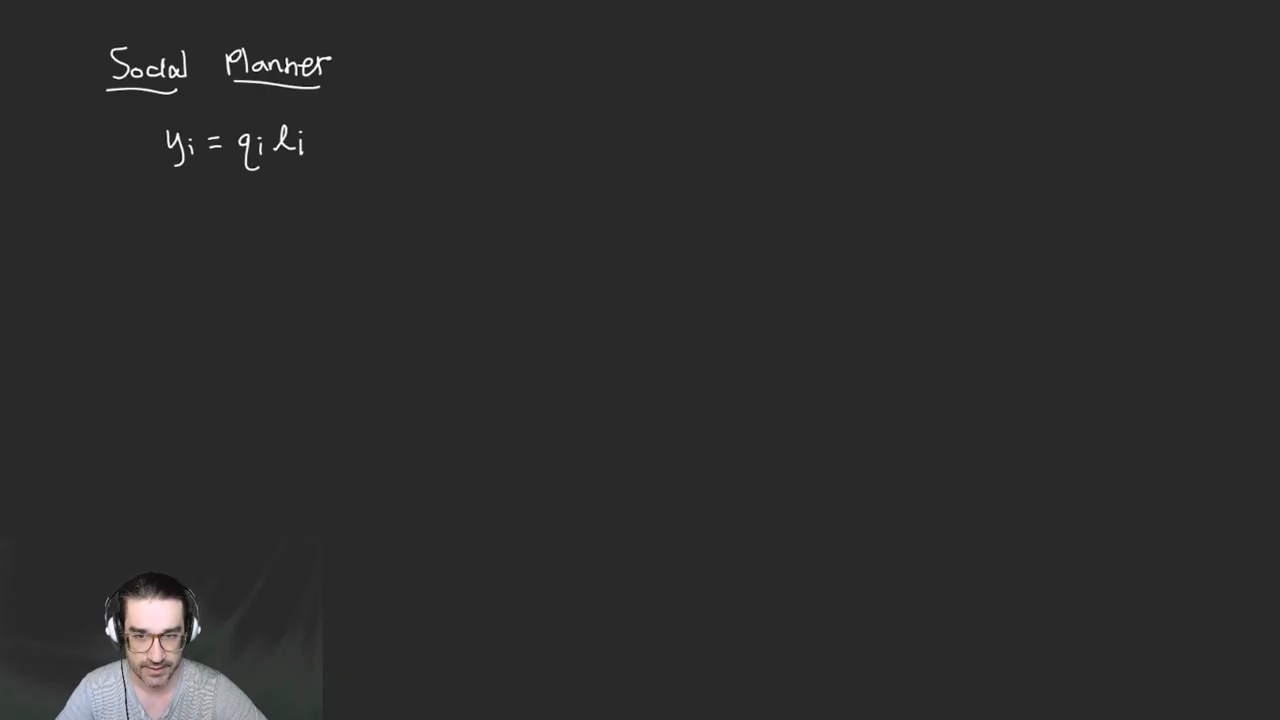 Social Planner
yᵢ = qᵢ ℓᵢ